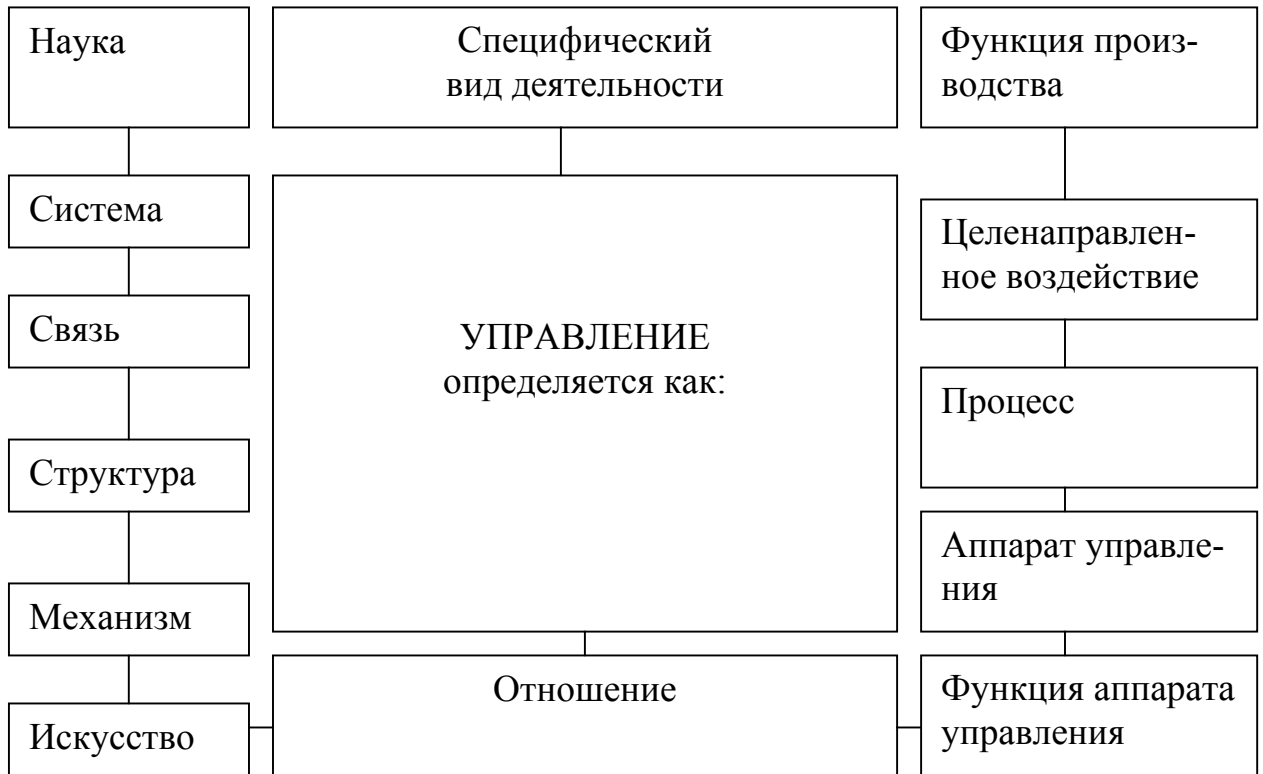 Наука
Специфический
вид деятельности
Функция произ-
водства
Система
Целенаправлен-
ное воздействие
Связь
УПРАВЛЕНИЕ
определяется как:
Процесс
Структура
Аппарат управле-
ния
Механизм
Отношение
Функция аппарата
управления
Искусство